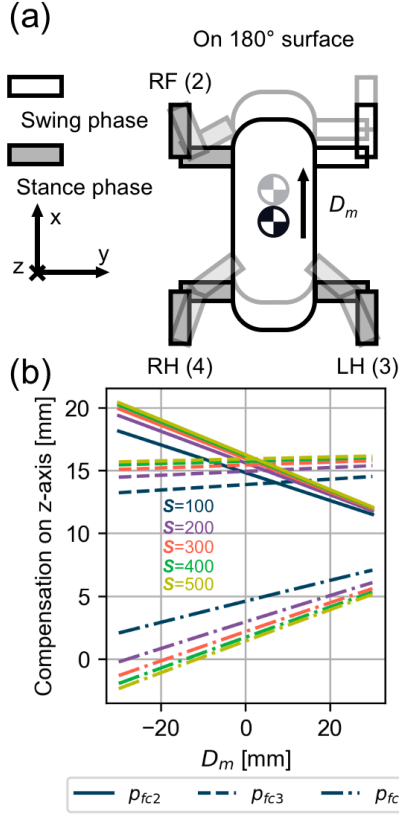 (a)
On 180° surface
RF (2)
Swing phase
Stance phase
x
y
z
D_m
(b)
RH (4)
LH (3)
Compensation on z-axis [mm]
20
15
10
5
0
S=100
S=200
S=300
S=400
S=500
−20
0
20
D_m [mm]
p_fc2
p_fc3
p_fc